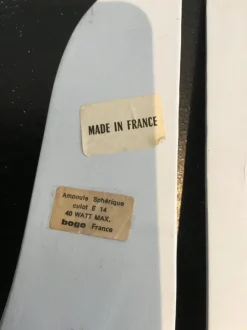 MADE IN FRANCE
Ampoule Sphérique
culot E 14
40 WATT MAX.
boge France